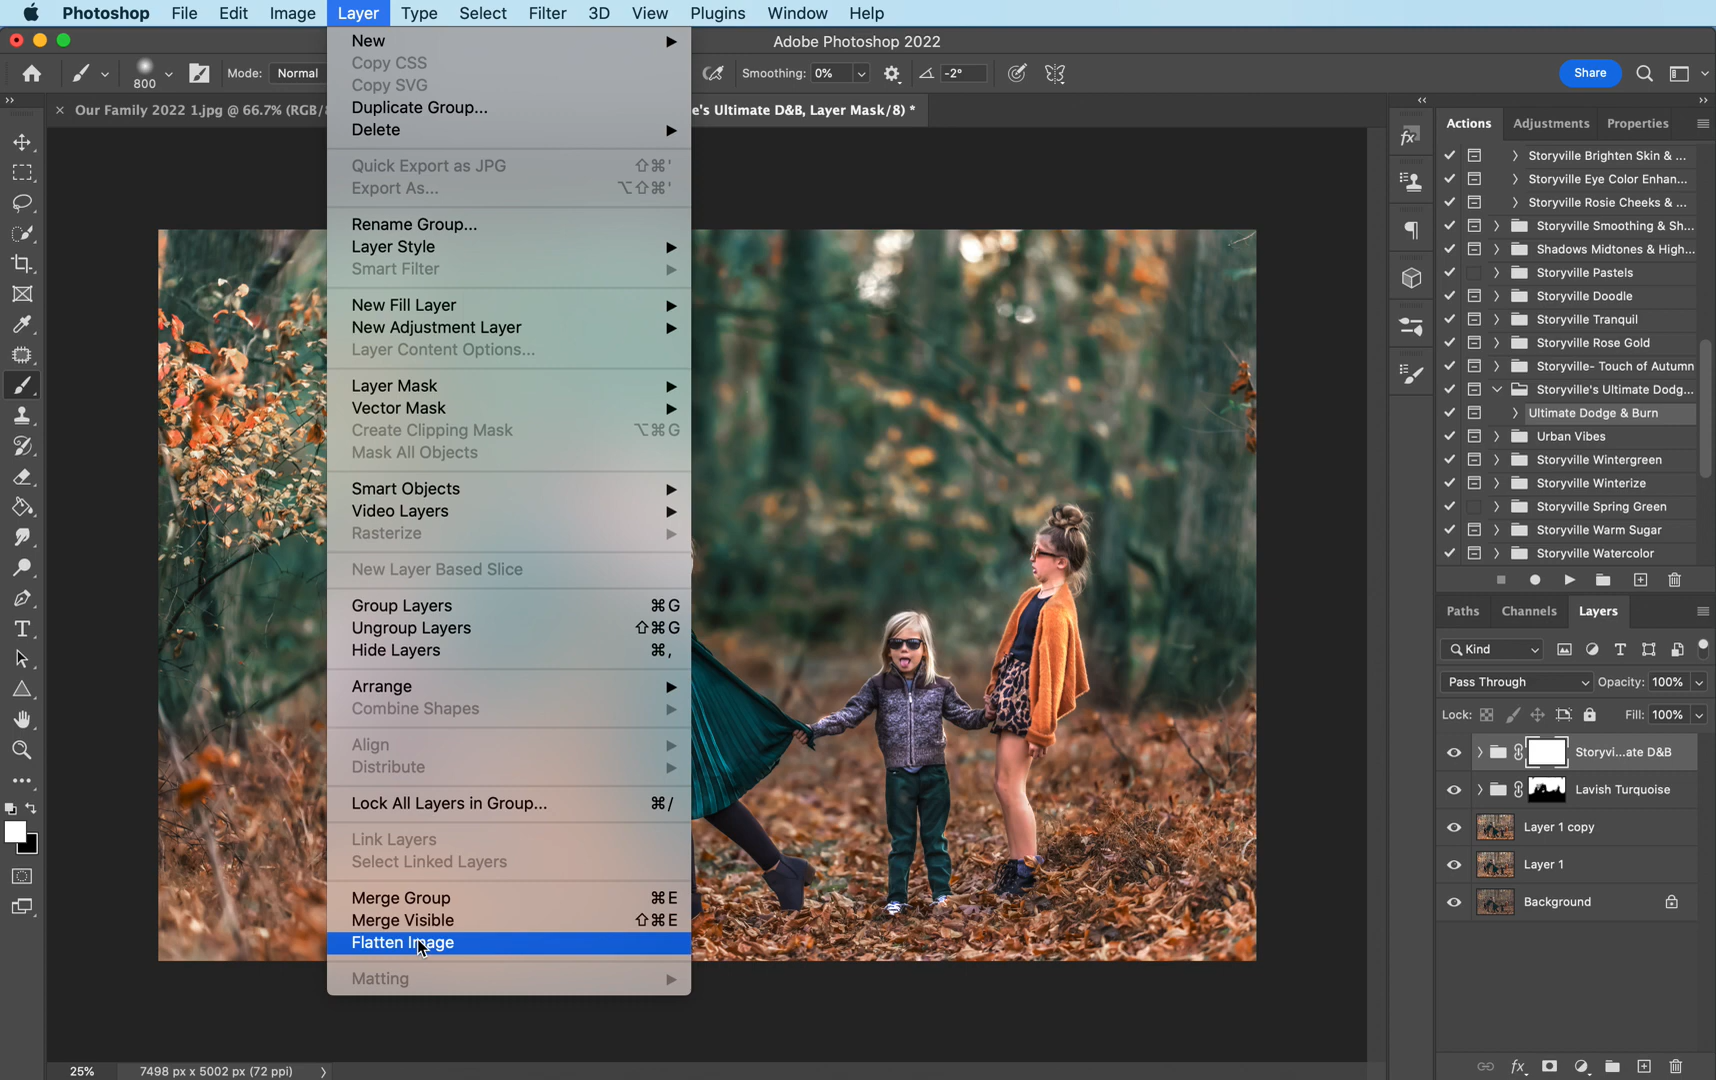 Photoshop File Edit Image Layer Type Select Filter 3D View Plugins Window Help
Adobe Photoshop 2022
800 Mode: Normal Smoothing: 0% -2° Share
Our Family 2022 1.jpg @ 66.7% (RGB/ e's Ultimate D&B, Layer Mask/8) *
New
Copy CSS
Copy SVG
Duplicate Group...
Delete
Quick Export as JPG ⇧⌘'
Export As... ⌥⇧⌘'
Rename Group...
Layer Style
Smart Filter
New Fill Layer
New Adjustment Layer
Layer Content Options...
Layer Mask
Vector Mask
Create Clipping Mask ⌥⌘G
Mask All Objects
Smart Objects
Video Layers
Rasterize
New Layer Based Slice
Group Layers ⌘G
Ungroup Layers ⇧⌘G
Hide Layers ⌘,
Arrange
Combine Shapes
Align
Distribute
Lock All Layers in Group... ⌘/
Link Layers
Select Linked Layers
Merge Group ⌘E
Merge Visible ⇧⌘E
Flatten Image
Matting
Actions Adjustments Properties
Storyville Brighten Skin & ...
Storyville Eye Color Enhan...
Storyville Rosie Cheeks & ...
Storyville Smoothing & Sh...
Shadows Midtones & High...
Storyville Pastels
Storyville Doodle
Storyville Tranquil
Storyville Rose Gold
Storyville- Touch of Autumn
Storyville's Ultimate Dodg...
Ultimate Dodge & Burn
Urban Vibes
Storyville Wintergreen
Storyville Winterize
Storyville Spring Green
Storyville Warm Sugar
Storyville Watercolor
Paths Channels Layers
Kind
Pass Through Opacity: 100%
Lock: Fill: 100%
Storyvi...ate D&B
Lavish Turquoise
Layer 1 copy
Layer 1
Background
25% 7498 px x 5002 px (72 ppi)